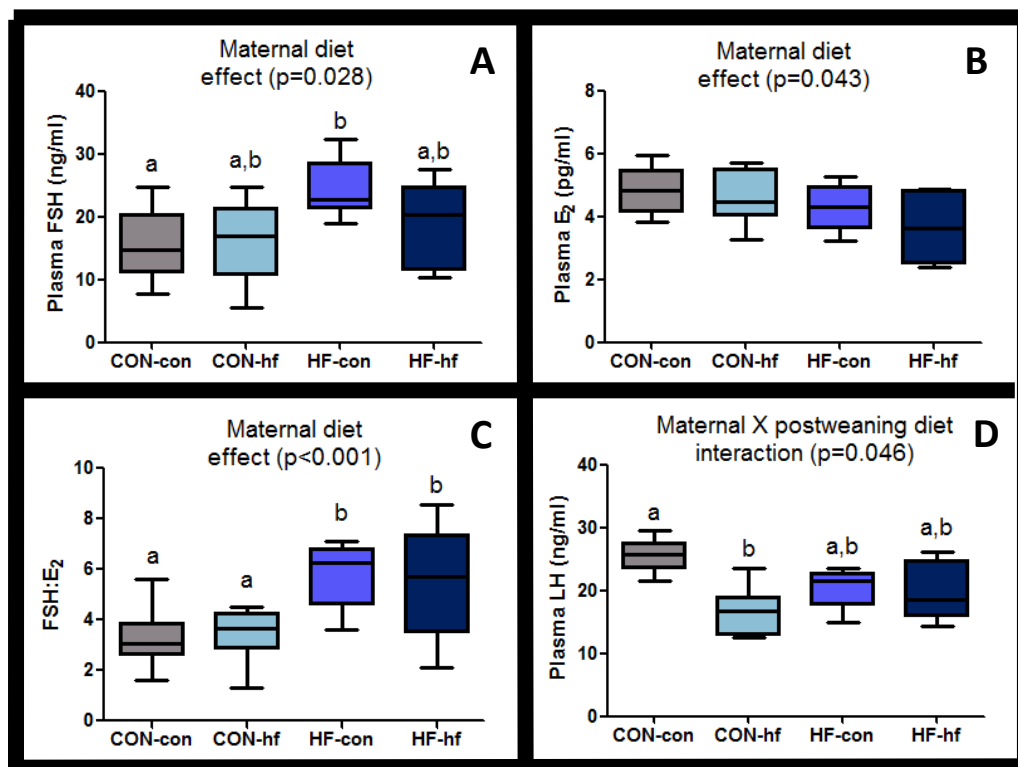 Maternal diet
effect (p=0.028)
A
Plasma FSH (ng/ml)
40
30
20
10
0
a
a,b
b
a,b
CON-con CON-hf HF-con HF-hf
Maternal diet
effect (p=0.043)
B
Plasma E₂ (pg/ml)
8
6
4
2
0
CON-con CON-hf HF-con HF-hf
Maternal diet
effect (p<0.001)
C
FSH:E₂
10
8
6
4
2
0
a
a
b
b
CON-con CON-hf HF-con HF-hf
Maternal X postweaning diet
interaction (p=0.046)
D
Plasma LH (ng/ml)
40
30
20
10
0
a
b
a,b
a,b
CON-con CON-hf HF-con HF-hf